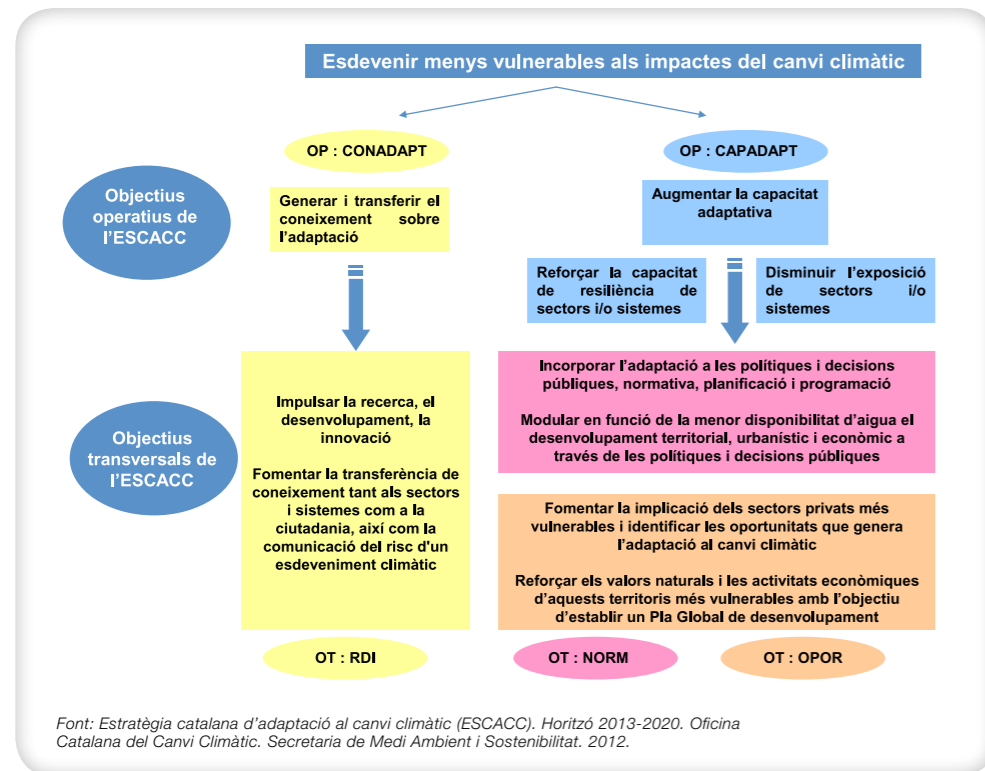 Esdevenir menys vulnerables als impactes del canvi climàtic
OP : CONADAPT
OP : CAPADAPT
Objectius
operatius de
l'ESCACC
Generar i transferir el
coneixement sobre
l'adaptació
Augmentar la capacitat
adaptativa
Reforçar la capacitat
de resiliència de
sectors i/o sistemes
Disminuir l'exposició
de sectors i/o
sistemes
Objectius
transversals de
l'ESCACC
Impulsar la recerca, el
desenvolupament, la
innovació
Fomentar la transferència de
coneixement tant als sectors
i sistemes com a la
ciutadania, així com la
comunicació del risc d'un
esdeveniment climàtic
Incorporar l'adaptació a les polítiques i decisions
públiques, normativa, planificació i programació
Modular en funció de la menor disponibilitat d'aigua el
desenvolupament territorial, urbanístic i econòmic a
través de les polítiques i decisions públiques
Fomentar la implicació dels sectors privats més
vulnerables i identificar les oportunitats que genera
l'adaptació al canvi climàtic
Reforçar els valors naturals i les activitats econòmiques
d'aquests territoris més vulnerables amb l'objectiu
d'establir un Pla Global de desenvolupament
OT : RDI
OT : NORM
OT : OPOR
Font: Estratègia catalana d'adaptació al canvi climàtic (ESCACC). Horitzó 2013-2020. Oficina
Catalana del Canvi Climàtic. Secretaria de Medi Ambient i Sostenibilitat. 2012.